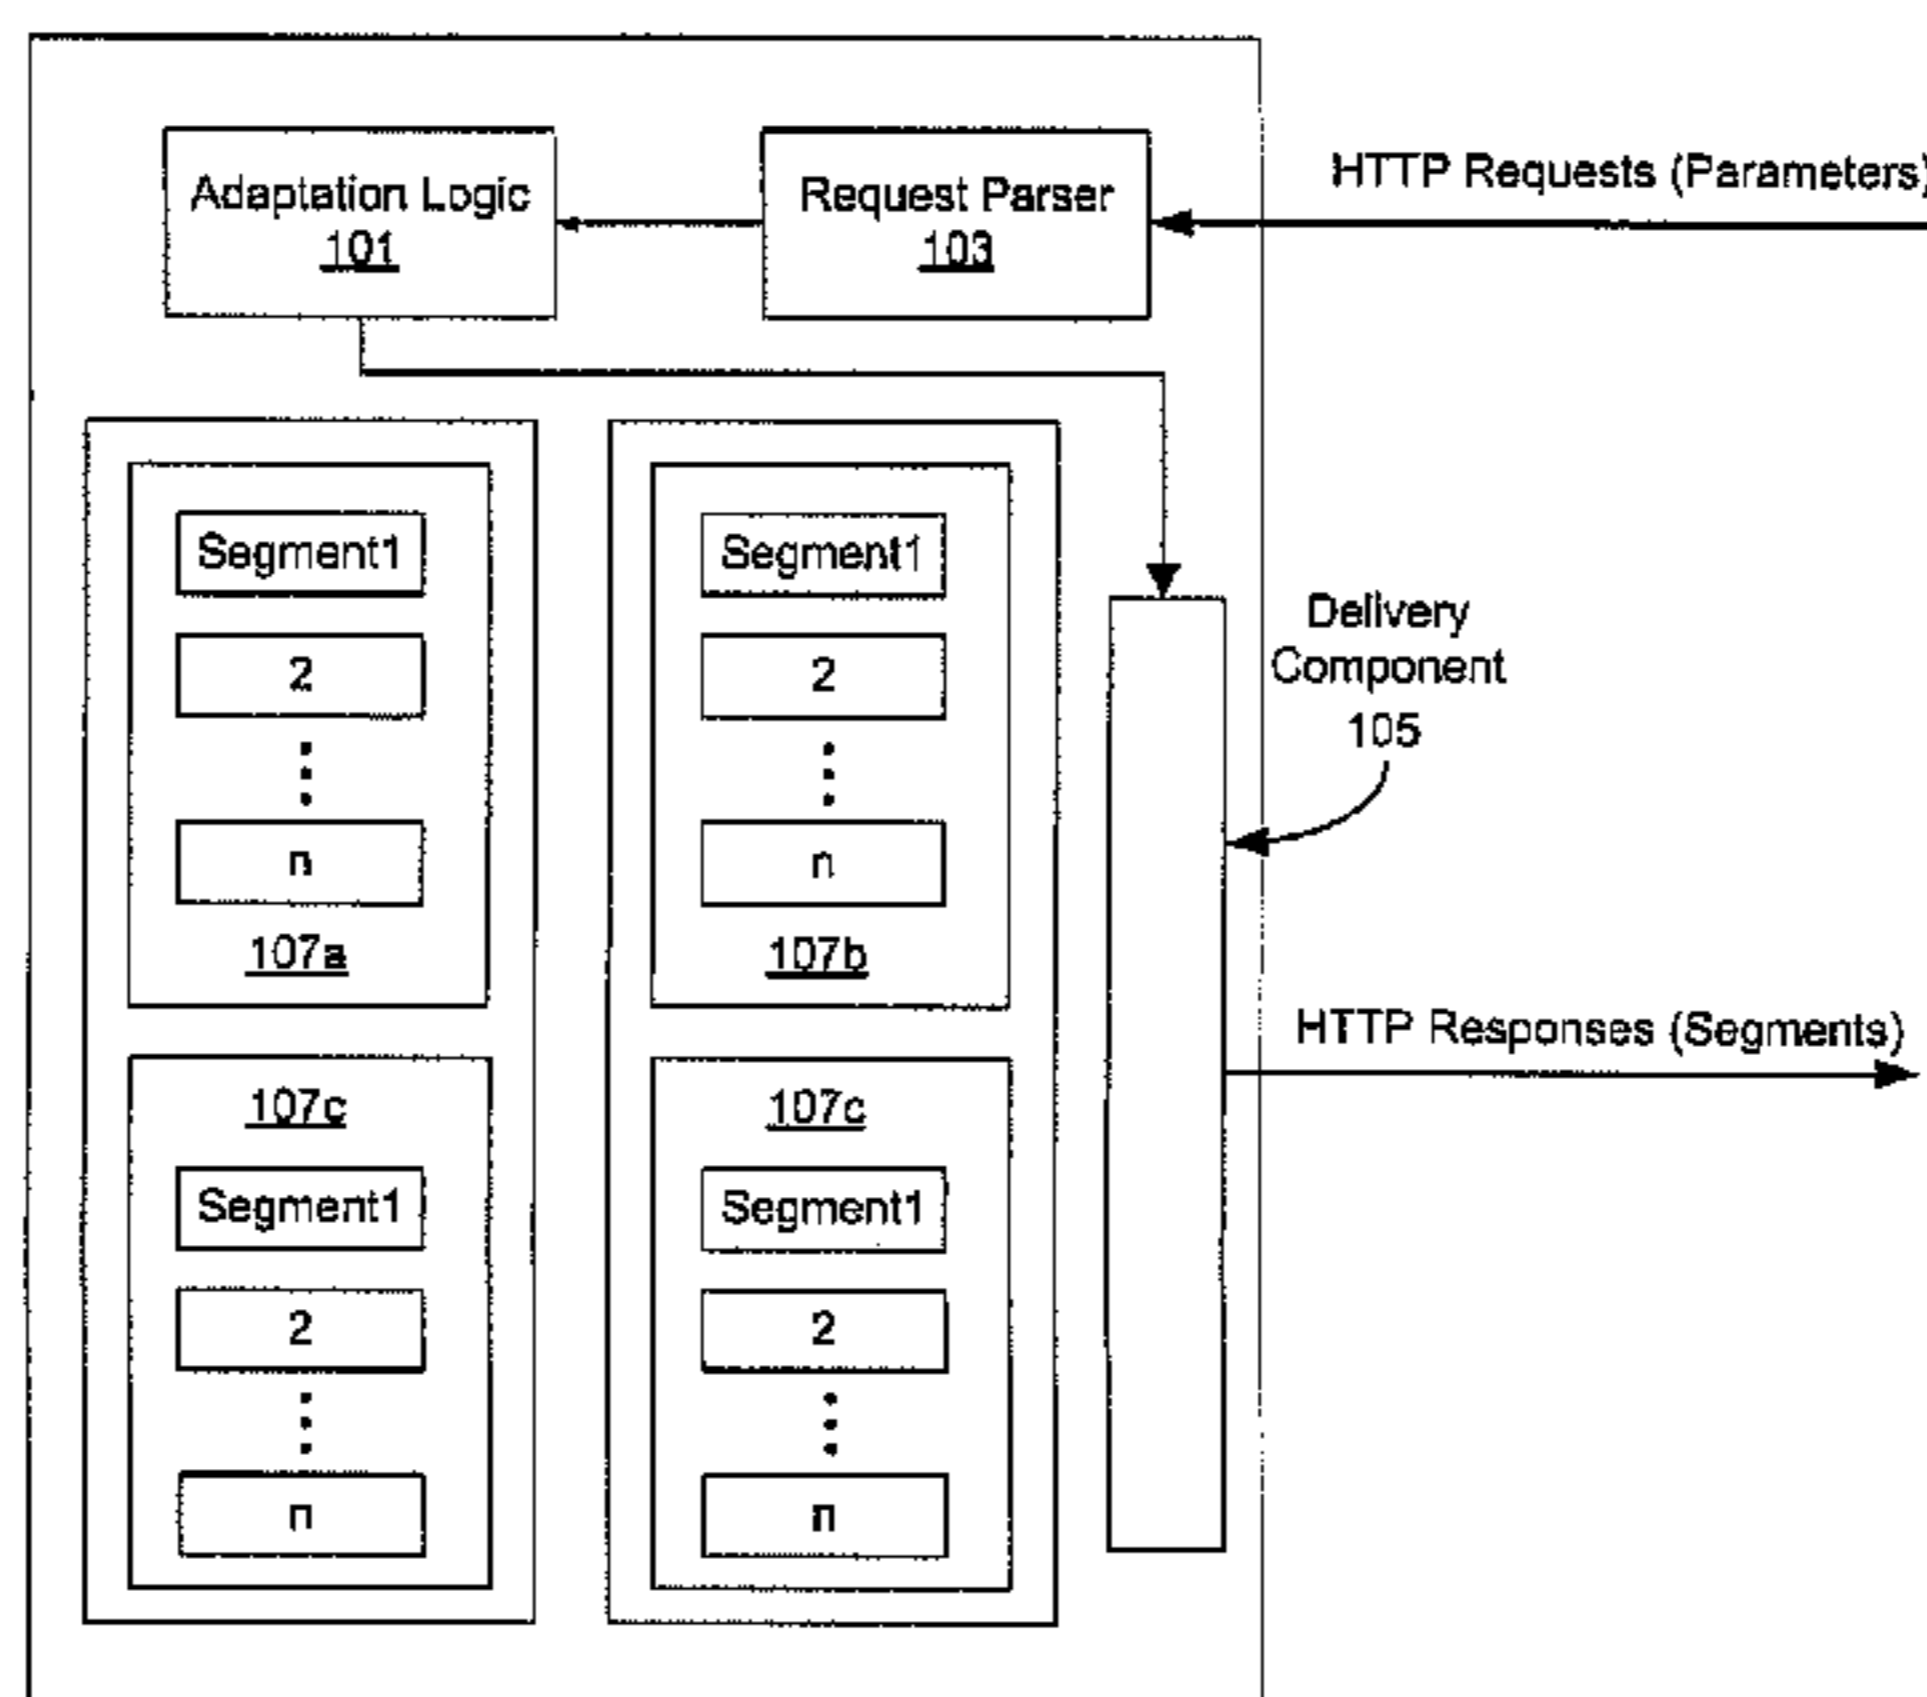 Adaptation Logic
101
Request Parser
103
HTTP Requests (Parameters)
Segment1
2
n
107a
Segment1
2
n
107b
Delivery
Component
105
HTTP Responses (Segments)
107c
Segment1
2
n
107c
Segment1
2
n